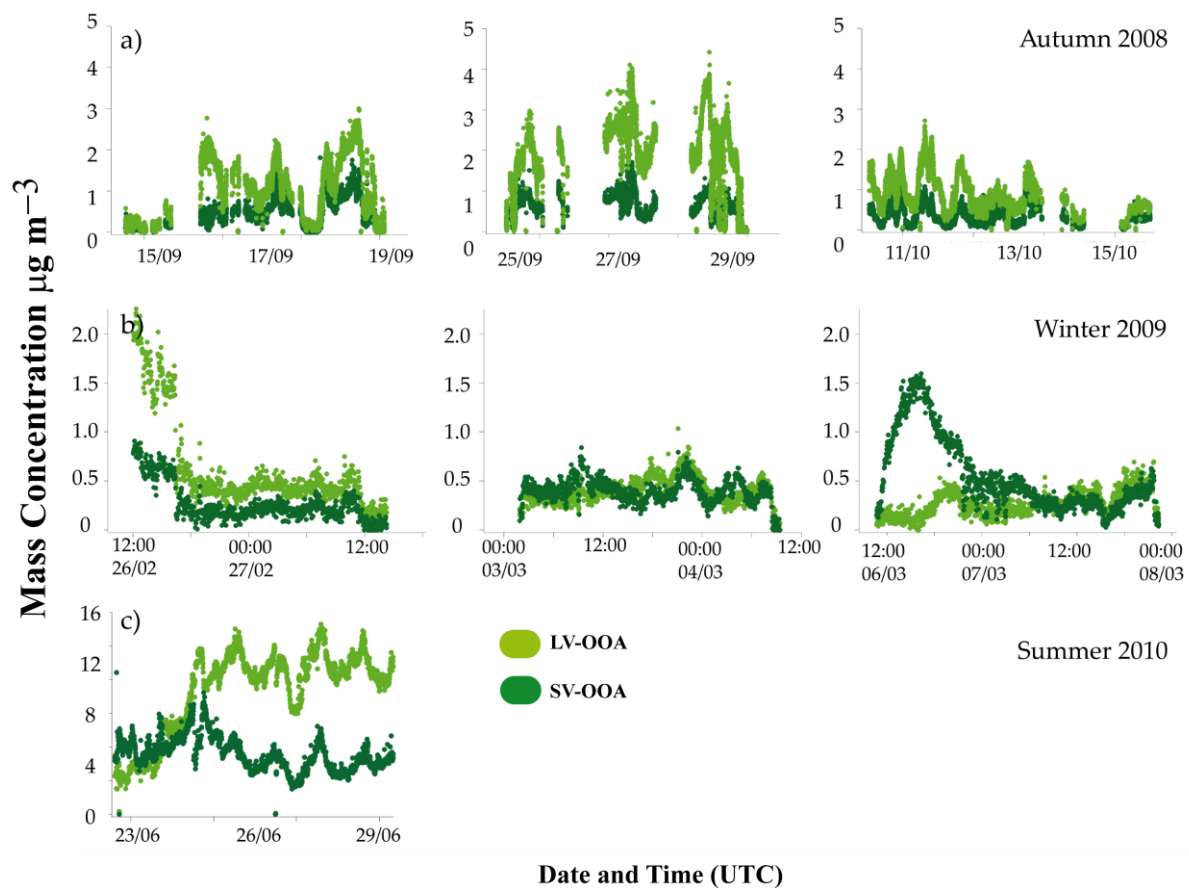 Mass Concentration µg m−3
a)
Autumn 2008
5
4
3
2
1
0
15/09 17/09 19/09
5
4
3
2
1
0
25/09 27/09 29/09
5
4
3
2
1
0
11/10 13/10 15/10
b)
Winter 2009
2.0
1.5
1.0
0.5
0
12:00 00:00 12:00
26/02 27/02
2.0
1.5
1.0
0.5
0
00:00 12:00 00:00 12:00
03/03 04/03
2.0
1.5
1.0
0.5
0
12:00 00:00 12:00 00:00
06/03 07/03 08/03
c)
16
12
8
4
0
23/06 26/06 29/06
LV-OOA
SV-OOA
Summer 2010
Date and Time (UTC)